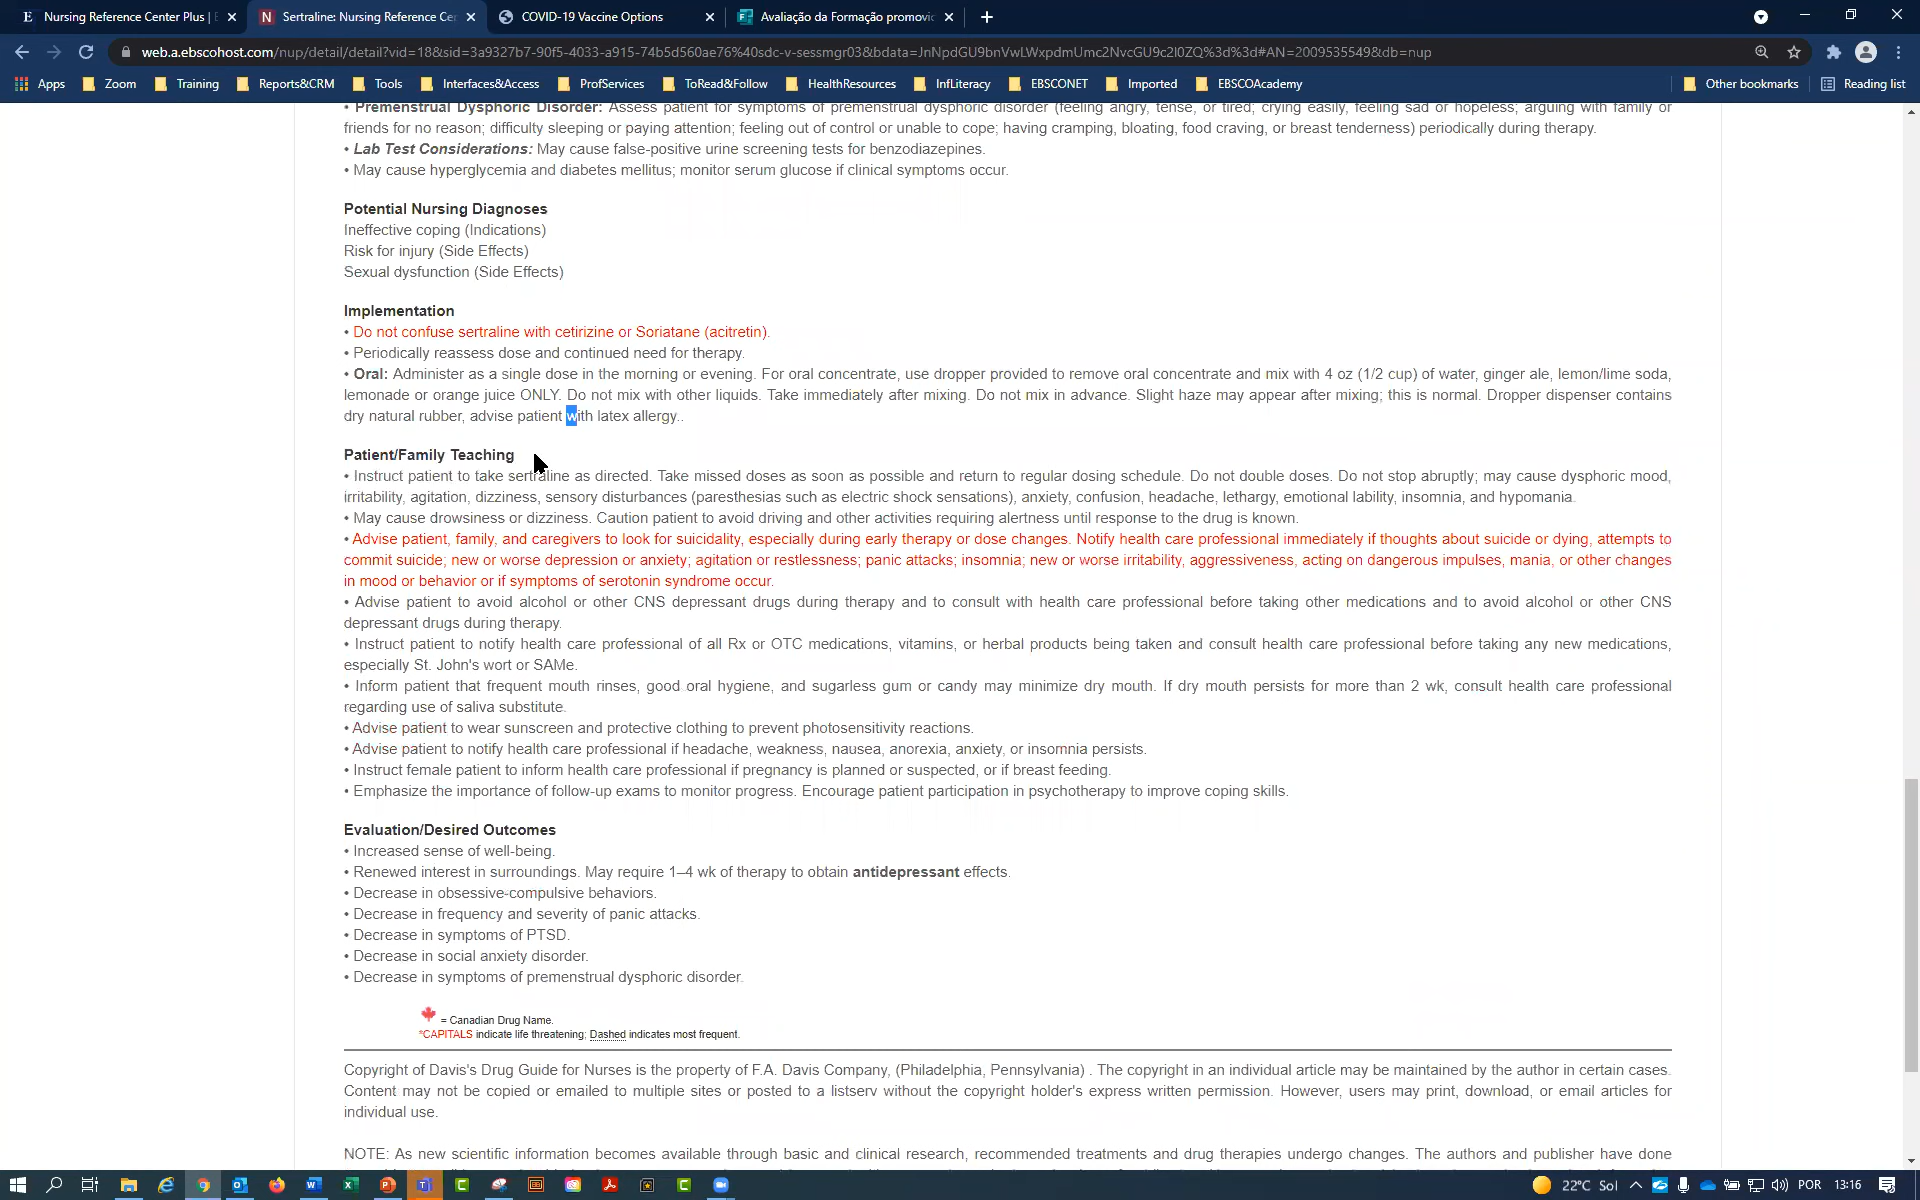 Nursing Reference Center Plus |
Sertraline: Nursing Reference Cer
COVID-19 Vaccine Options
Avaliação da Formação promovic
web.a.ebscohost.com/nup/detail/detail?vid=18&sid=3a9327b7-90f5-4033-a915-74b5d560ae76%40sdc-v-sessmgr03&bdata=JnNpdGU9bnVwLWxpdmUmc2NvcGU9c2l0ZQ%3d%3d#AN=2009535549&db=nup
Apps Zoom Training Reports&CRM Tools Interfaces&Access ProfServices ToRead&Follow HealthResources InfLiteracy EBSCONET Imported EBSCOAcademy Other bookmarks Reading list
• Premenstrual Dysphoric Disorder: Assess patient for symptoms of premenstrual dysphoric disorder (feeling angry, tense, or tired; crying easily, feeling sad or hopeless; arguing with family or
friends for no reason; difficulty sleeping or paying attention; feeling out of control or unable to cope; having cramping, bloating, food craving, or breast tenderness) periodically during therapy.
• Lab Test Considerations: May cause false-positive urine screening tests for benzodiazepines.
• May cause hyperglycemia and diabetes mellitus; monitor serum glucose if clinical symptoms occur.
Potential Nursing Diagnoses
Ineffective coping (Indications)
Risk for injury (Side Effects)
Sexual dysfunction (Side Effects)
Implementation
• Do not confuse sertraline with cetirizine or Soriatane (acitretin).
• Periodically reassess dose and continued need for therapy.
• Oral: Administer as a single dose in the morning or evening. For oral concentrate, use dropper provided to remove oral concentrate and mix with 4 oz (1/2 cup) of water, ginger ale, lemon/lime soda,
lemonade or orange juice ONLY. Do not mix with other liquids. Take immediately after mixing. Do not mix in advance. Slight haze may appear after mixing; this is normal. Dropper dispenser contains
dry natural rubber, advise patient with latex allergy..
Patient/Family Teaching
• Instruct patient to take sertraline as directed. Take missed doses as soon as possible and return to regular dosing schedule. Do not double doses. Do not stop abruptly; may cause dysphoric mood,
irritability, agitation, dizziness, sensory disturbances (paresthesias such as electric shock sensations), anxiety, confusion, headache, lethargy, emotional lability, insomnia, and hypomania.
• May cause drowsiness or dizziness. Caution patient to avoid driving and other activities requiring alertness until response to the drug is known.
• Advise patient, family, and caregivers to look for suicidality, especially during early therapy or dose changes. Notify health care professional immediately if thoughts about suicide or dying, attempts to
commit suicide; new or worse depression or anxiety; agitation or restlessness; panic attacks; insomnia; new or worse irritability, aggressiveness, acting on dangerous impulses, mania, or other changes
in mood or behavior or if symptoms of serotonin syndrome occur.
• Advise patient to avoid alcohol or other CNS depressant drugs during therapy and to consult with health care professional before taking other medications and to avoid alcohol or other CNS
depressant drugs during therapy.
• Instruct patient to notify health care professional of all Rx or OTC medications, vitamins, or herbal products being taken and consult health care professional before taking any new medications,
especially St. John's wort or SAMe.
• Inform patient that frequent mouth rinses, good oral hygiene, and sugarless gum or candy may minimize dry mouth. If dry mouth persists for more than 2 wk, consult health care professional
regarding use of saliva substitute.
• Advise patient to wear sunscreen and protective clothing to prevent photosensitivity reactions.
• Advise patient to notify health care professional if headache, weakness, nausea, anorexia, anxiety, or insomnia persists.
• Instruct female patient to inform health care professional if pregnancy is planned or suspected, or if breast feeding.
• Emphasize the importance of follow-up exams to monitor progress. Encourage patient participation in psychotherapy to improve coping skills.
Evaluation/Desired Outcomes
• Increased sense of well-being.
• Renewed interest in surroundings. May require 1–4 wk of therapy to obtain antidepressant effects.
• Decrease in obsessive-compulsive behaviors.
• Decrease in frequency and severity of panic attacks.
• Decrease in symptoms of PTSD.
• Decrease in social anxiety disorder.
• Decrease in symptoms of premenstrual dysphoric disorder.
= Canadian Drug Name.
*CAPITALS indicate life threatening; Dashed indicates most frequent.
Copyright of Davis's Drug Guide for Nurses is the property of F.A. Davis Company, (Philadelphia, Pennsylvania) . The copyright in an individual article may be maintained by the author in certain cases.
Content may not be copied or emailed to multiple sites or posted to a listserv without the copyright holder's express written permission. However, users may print, download, or email articles for
individual use.
NOTE: As new scientific information becomes available through basic and clinical research, recommended treatments and drug therapies undergo changes. The authors and publisher have done
22°C Sol POR 13:16